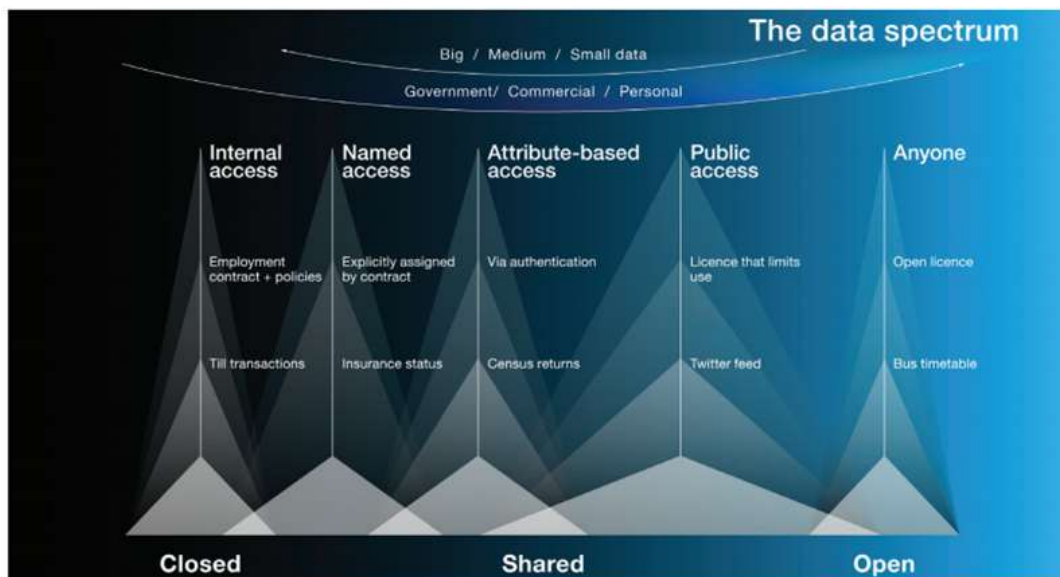 The data spectrum
Big / Medium / Small data
Government/ Commercial / Personal
Internal
access
Named
access
Attribute-based
access
Public
access
Anyone
Employment
contract + policies
Explicitly assigned
by contract
Via authentication
Licence that limits
use
Open licence
Till transactions
Insurance status
Census returns
Twitter feed
Bus timetable
Closed
Shared
Open